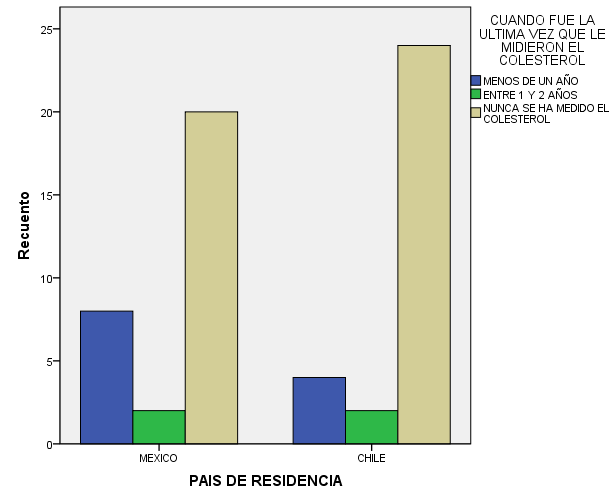 CUANDO FUE LA
ULTIMA VEZ QUE LE
MIDIERON EL
COLESTEROL
MENOS DE UN AÑO
ENTRE 1 Y 2 AÑOS
NUNCA SE HA MEDIDO EL
COLESTEROL
Recuento
25
20
15
10
5
0
MEXICO
CHILE
PAIS DE RESIDENCIA